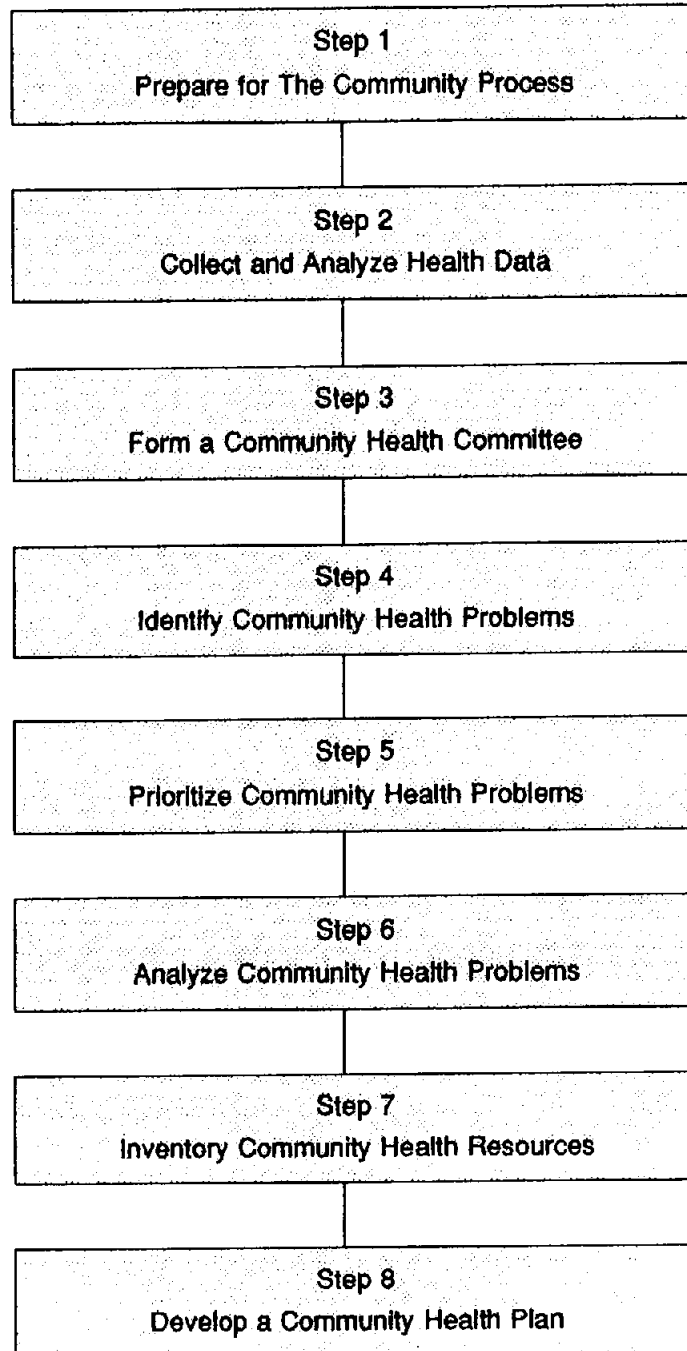 Step 1
Prepare for The Community Process
Step 2
Collect and Analyze Health Data
Step 3
Form a Community Health Committee
Step 4
Identify Community Health Problems
Step 5
Prioritize Community Health Problems
Step 6
Analyze Community Health Problems
Step 7
Inventory Community Health Resources
Step 8
Develop a Community Health Plan